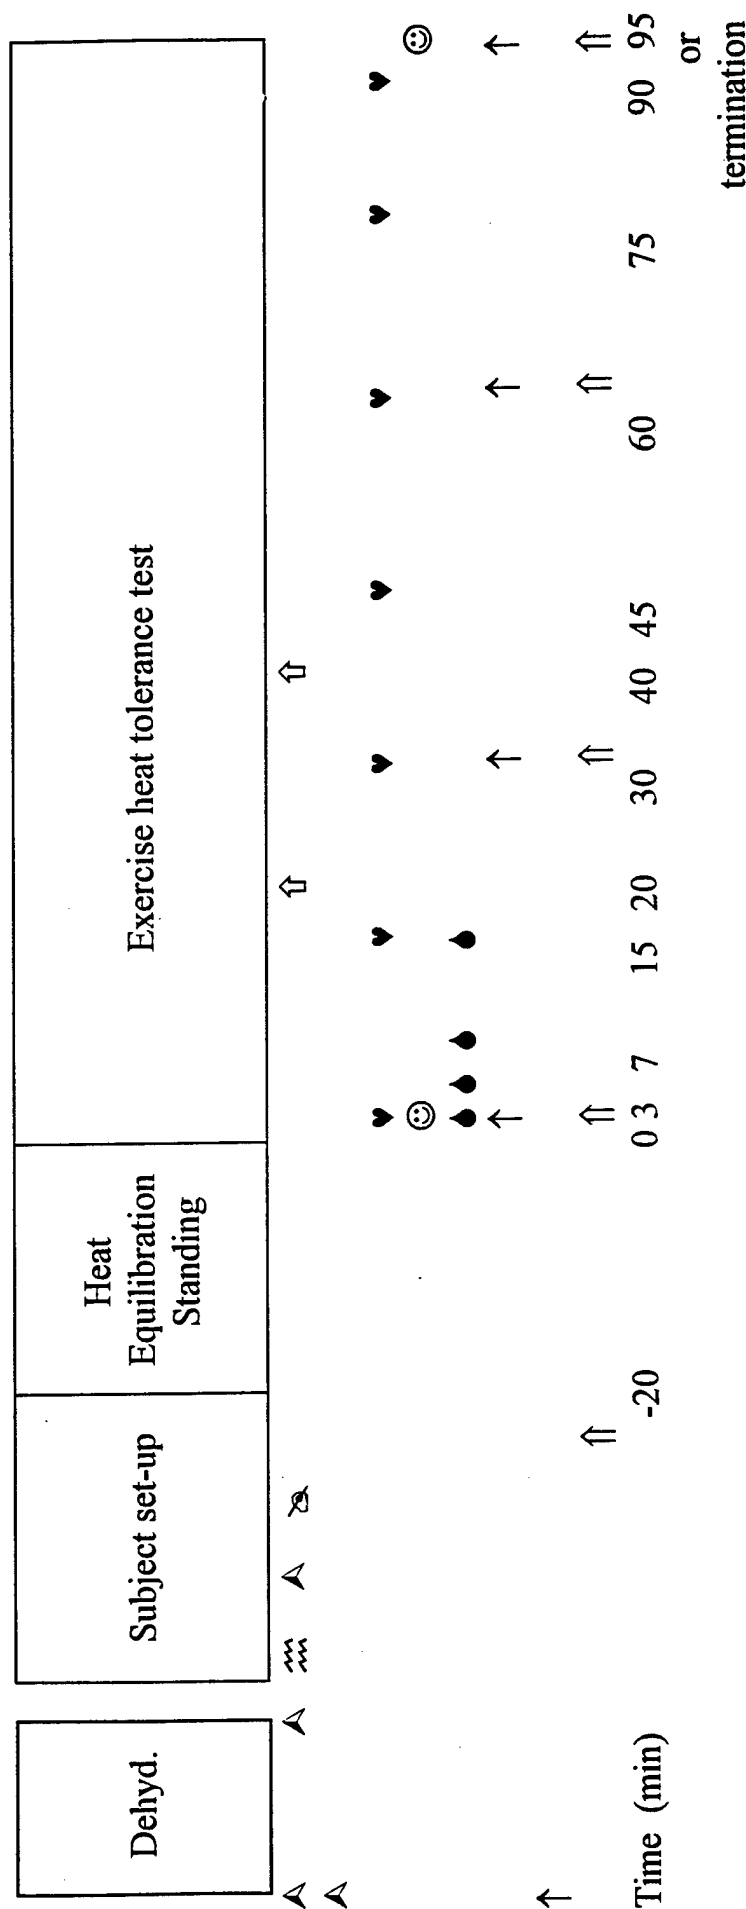 Dehyd.
Subject set-up
Heat
Equilibration
Standing
Exercise heat tolerance test
Time (min)
-20 0 3 7 15 20 30 40 45 60 75 90 95
or
termination